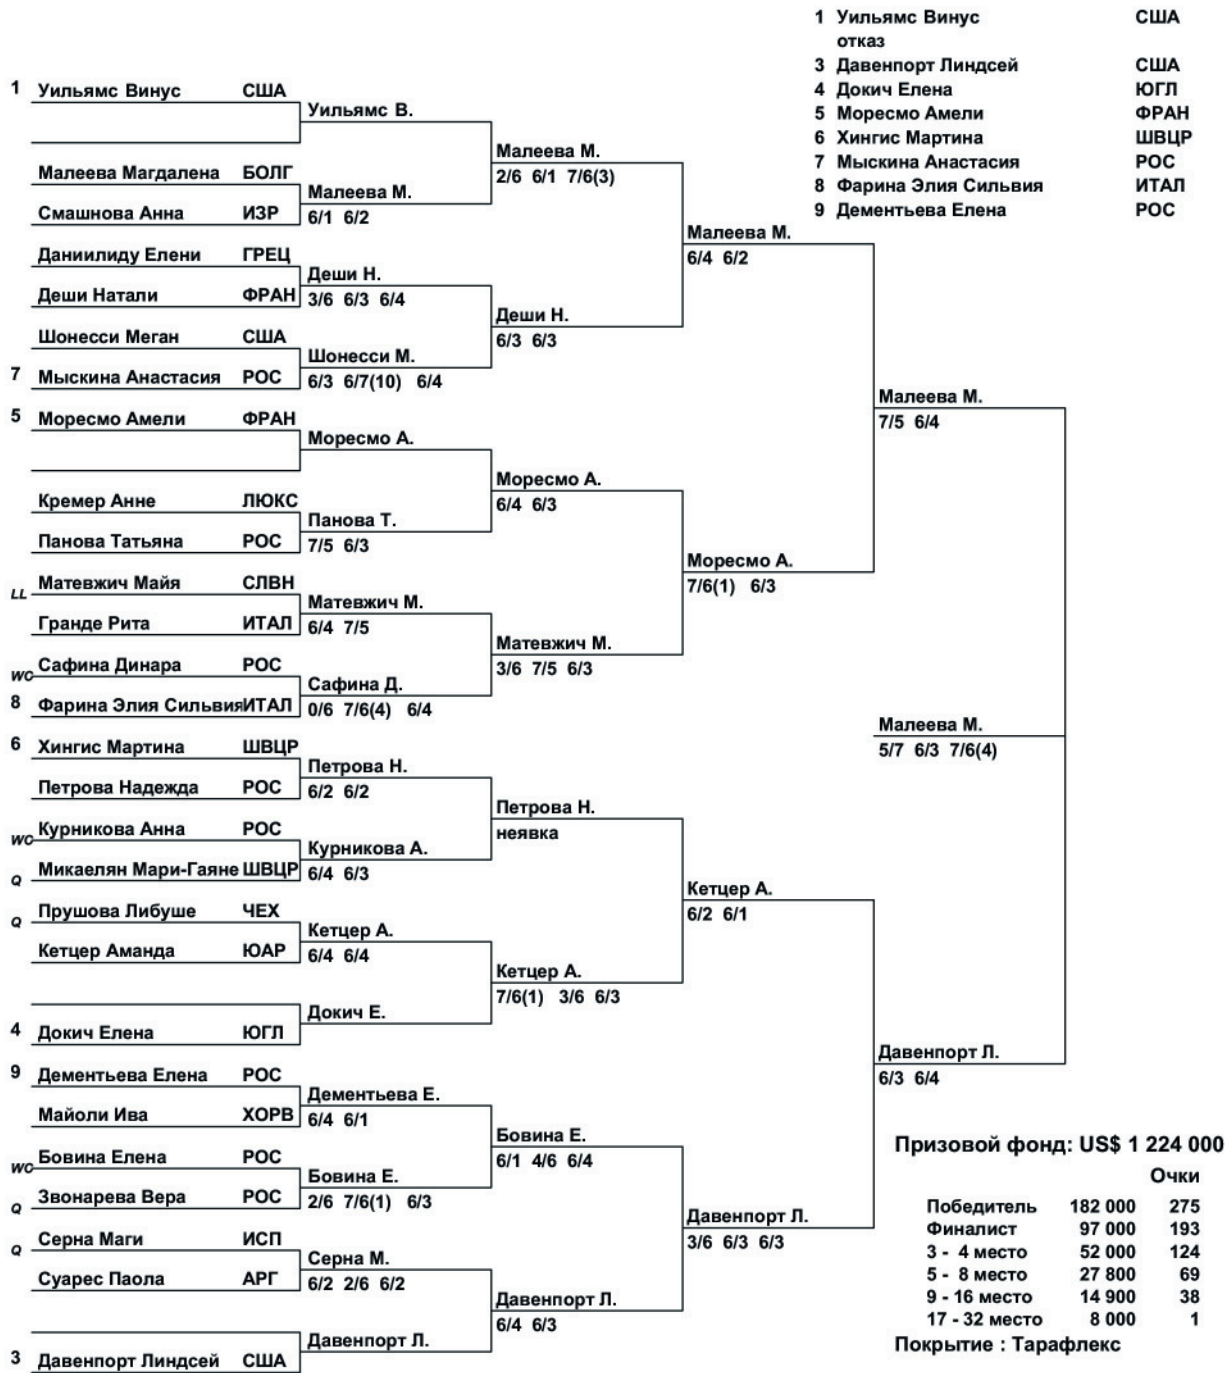 1 Уильямс Винус США
отказ
3 Давенпорт Линдсей США
4 Докич Елена ЮГЛ
5 Моресмо Амели ФРАН
6 Хингис Мартина ШВЦР
7 Мыскина Анастасия РОС
8 Фарина Элия Сильвия ИТАЛ
9 Дементьева Елена РОС
1 Уильямс Винус США
Уильямс В.
Малеева М.
2/6 6/1 7/6(3)
Малеева Магдалена БОЛГ
Малеева М.
Смашнова Анна ИЗР
6/1 6/2
Малеева М.
6/4 6/2
Даниилиду Елени ГРЕЦ
Деши Н.
Деши Натали ФРАН
3/6 6/3 6/4
Деши Н.
6/3 6/3
Шонесси Меган США
Шонесси М.
7 Мыскина Анастасия РОС
6/3 6/7(10) 6/4
Малеева М.
7/5 6/4
5 Моресмо Амели ФРАН
Моресмо А.
Моресмо А.
6/4 6/3
Кремер Анне ЛЮКС
Панова Т.
Панова Татьяна РОС
7/5 6/3
Моресмо А.
7/6(1) 6/3
LL Матевжич Майя СЛВН
Матевжич М.
Гранде Рита ИТАЛ
6/4 7/5
Матевжич М.
3/6 7/5 6/3
WC Сафина Динара РОС
Сафина Д.
8 Фарина Элия Сильвия ИТАЛ
0/6 7/6(4) 6/4
Малеева М.
5/7 6/3 7/6(4)
6 Хингис Мартина ШВЦР
Петрова Н.
Петрова Надежда РОС
6/2 6/2
Петрова Н.
неявка
WC Курникова Анна РОС
Курникова А.
Q Микаелян Мари-Гаяне ШВЦР
6/4 6/3
Кетцер А.
6/2 6/1
Q Прушова Либуше ЧЕХ
Кетцер А.
Кетцер Аманда ЮАР
6/4 6/4
Кетцер А.
7/6(1) 3/6 6/3
Докич Е.
4 Докич Елена ЮГЛ
Давенпорт Л.
6/3 6/4
9 Дементьева Елена РОС
Дементьева Е.
Майоли Ива ХОРВ
6/4 6/1
Бовина Е.
6/1 4/6 6/4
WC Бовина Елена РОС
Бовина Е.
Q Звонарева Вера РОС
2/6 7/6(1) 6/3
Давенпорт Л.
3/6 6/3 6/3
Q Серна Маги ИСП
Серна М.
Суарес Паола АРГ
6/2 2/6 6/2
Давенпорт Л.
6/4 6/3
Давенпорт Л.
3 Давенпорт Линдсей США
Призовой фонд: US$ 1 224 000
Очки
Победитель 182 000 275
Финалист 97 000 193
3 - 4 место 52 000 124
5 - 8 место 27 800 69
9 - 16 место 14 900 38
17 - 32 место 8 000 1
Покрытие : Тарафлекс